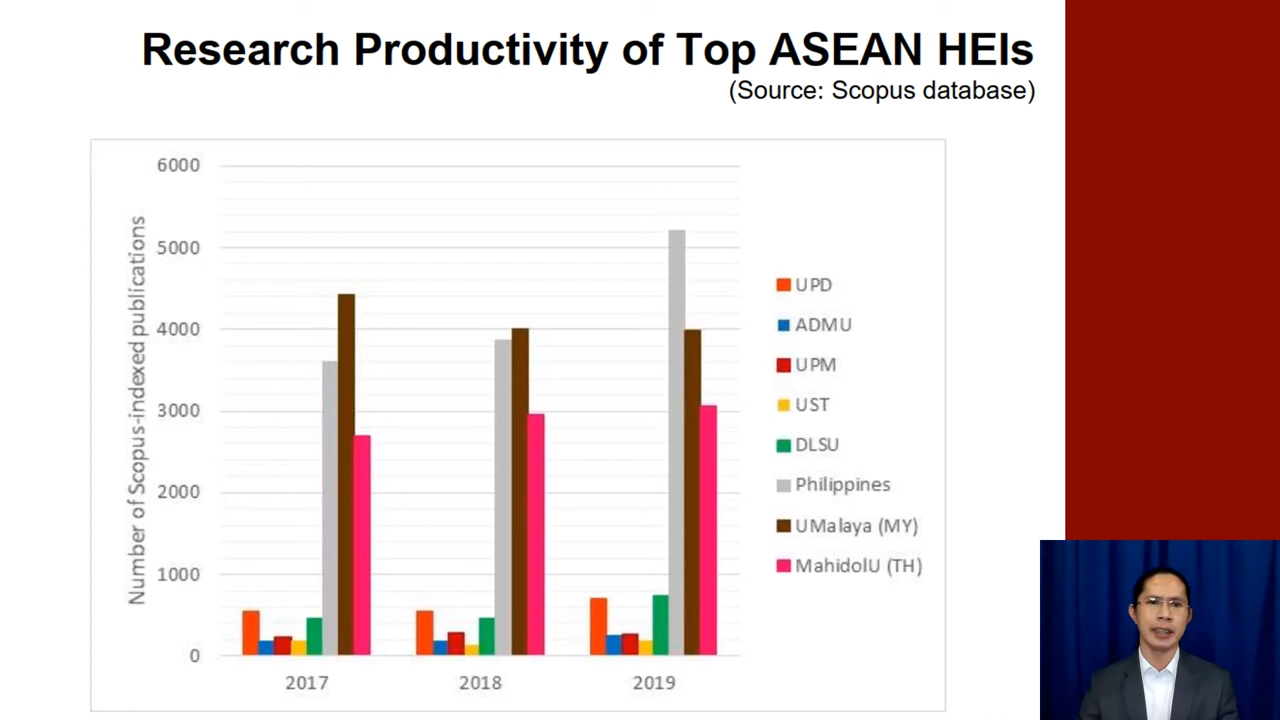 Research Productivity of Top ASEAN HEIs
(Source: Scopus database)
Number of Scopus-indexed publications
6000
5000
4000
3000
2000
1000
0
2017 2018 2019
UPD
ADMU
UPM
UST
DLSU
Philippines
UMalaya (MY)
MahidolU (TH)